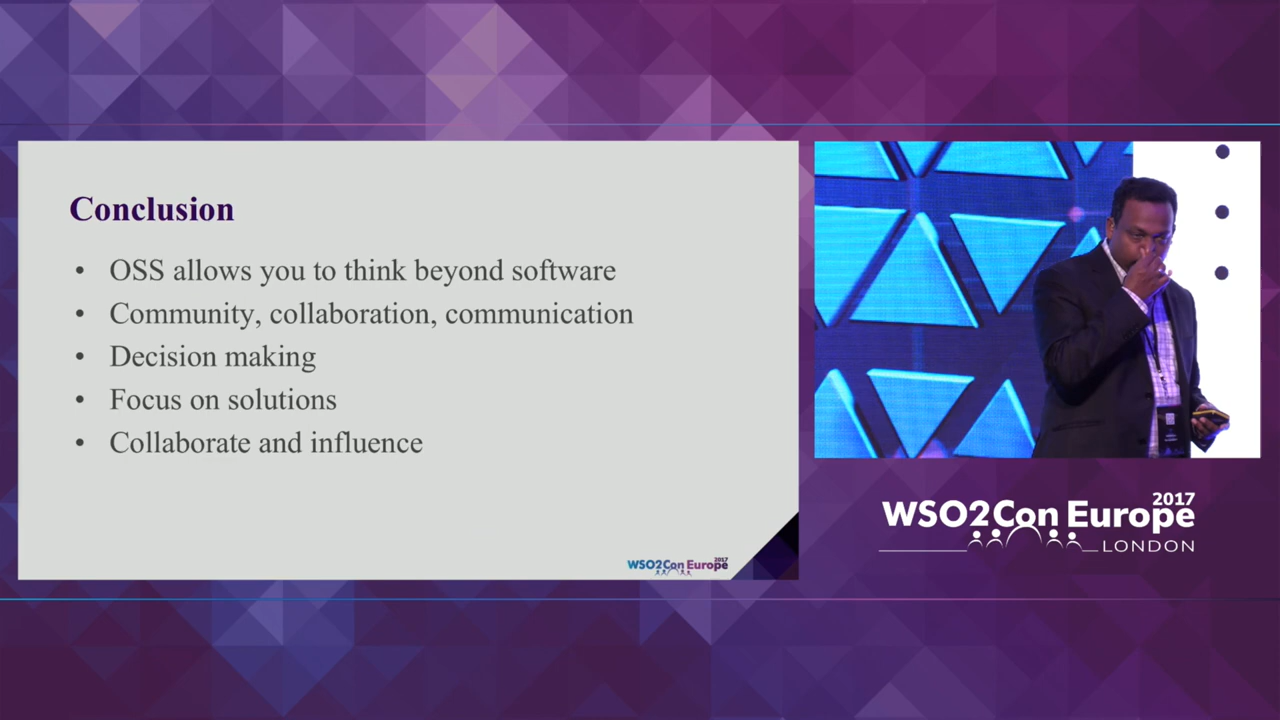 Conclusion
• OSS allows you to think beyond software
• Community, collaboration, communication
• Decision making
• Focus on solutions
• Collaborate and influence
WSO2Con Europe 2017
WSO2Con Europe 2017
LONDON